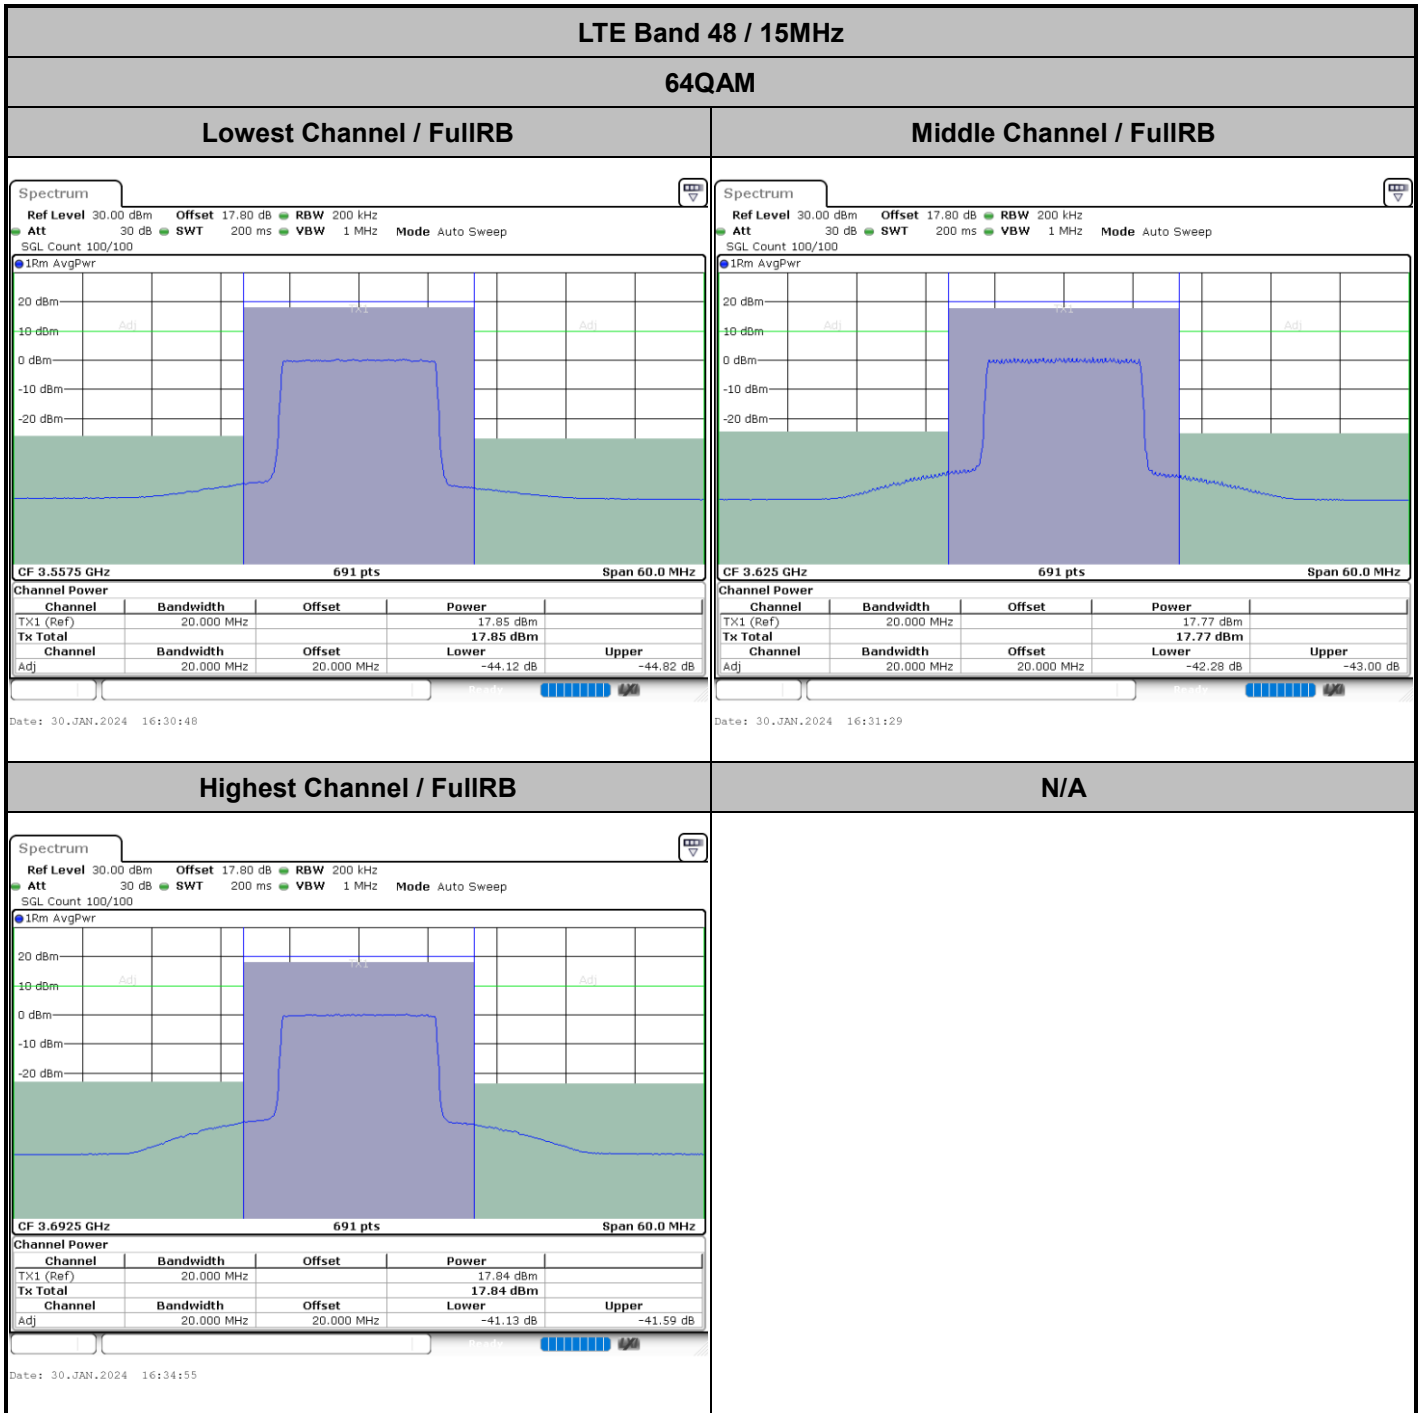 LTE Band 48 / 15MHz
64QAM
Lowest Channel / FullRB
Middle Channel / FullRB
Spectrum
Ref Level 30.00 dBm Offset 17.80 dB RBW 200 kHz
Att 30 dB SWT 200 ms VBW 1 MHz Mode Auto Sweep
SGL Count 100/100
1Rm AvgPwr
TX1
20 dBm
Adj
Adj
10 dBm
0 dBm
-10 dBm
-20 dBm
CF 3.5575 GHz 691 pts Span 60.0 MHz
Channel Power
Channel Bandwidth Offset Power
TX1 (Ref) 20.000 MHz 17.85 dBm
Tx Total 17.85 dBm
Channel Bandwidth Offset Lower Upper
Adj 20.000 MHz 20.000 MHz -44.12 dB -44.82 dB
Ready
Date: 30.JAN.2024 16:30:48
Spectrum
Ref Level 30.00 dBm Offset 17.80 dB RBW 200 kHz
Att 30 dB SWT 200 ms VBW 1 MHz Mode Auto Sweep
SGL Count 100/100
1Rm AvgPwr
TX1
20 dBm
Adj
Adj
10 dBm
0 dBm
-10 dBm
-20 dBm
CF 3.625 GHz 691 pts Span 60.0 MHz
Channel Power
Channel Bandwidth Offset Power
TX1 (Ref) 20.000 MHz 17.77 dBm
Tx Total 17.77 dBm
Channel Bandwidth Offset Lower Upper
Adj 20.000 MHz 20.000 MHz -42.28 dB -43.00 dB
Ready
Date: 30.JAN.2024 16:31:29
Highest Channel / FullRB
N/A
Spectrum
Ref Level 30.00 dBm Offset 17.80 dB RBW 200 kHz
Att 30 dB SWT 200 ms VBW 1 MHz Mode Auto Sweep
SGL Count 100/100
1Rm AvgPwr
TX1
20 dBm
Adj
Adj
10 dBm
0 dBm
-10 dBm
-20 dBm
CF 3.6925 GHz 691 pts Span 60.0 MHz
Channel Power
Channel Bandwidth Offset Power
TX1 (Ref) 20.000 MHz 17.84 dBm
Tx Total 17.84 dBm
Channel Bandwidth Offset Lower Upper
Adj 20.000 MHz 20.000 MHz -41.13 dB -41.59 dB
Ready
Date: 30.JAN.2024 16:34:55